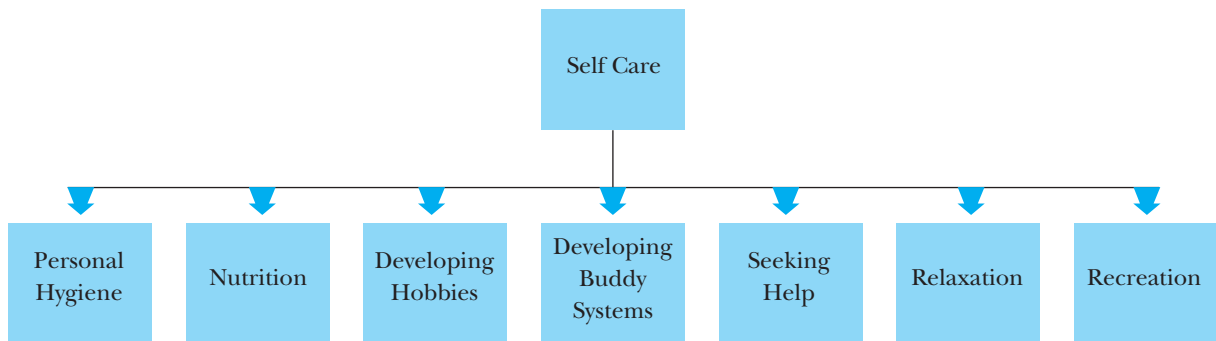 Self Care
Personal
Hygiene
Nutrition
Developing
Hobbies
Developing
Buddy
Systems
Seeking
Help
Relaxation
Recreation